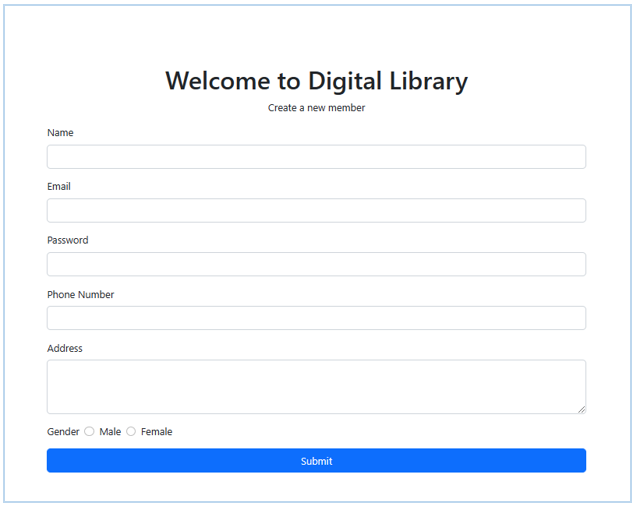 Welcome to Digital Library
Create a new member
Name
Email
Password
Phone Number
Address
Gender Male Female
Submit